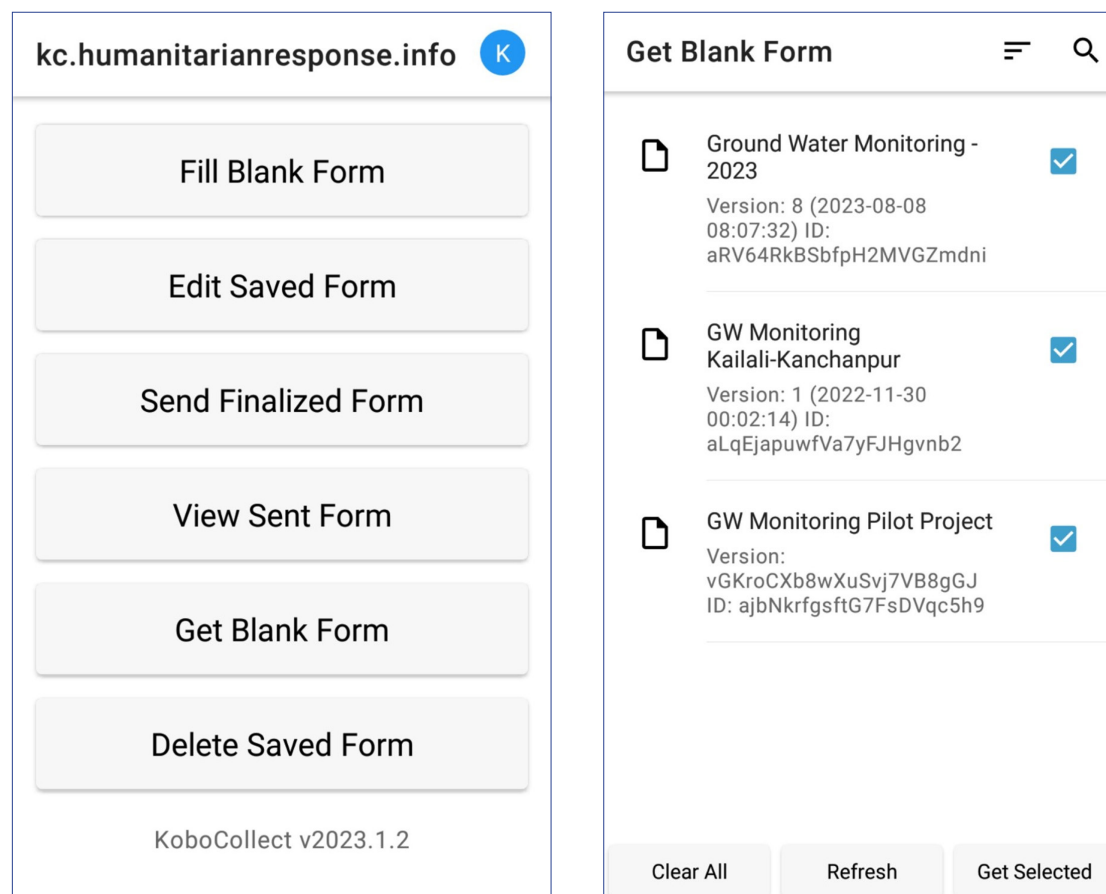 kc.humanitarianresponse.info
K
Fill Blank Form
Edit Saved Form
Send Finalized Form
View Sent Form
Get Blank Form
Delete Saved Form
KoboCollect v2023.1.2
Get Blank Form
Ground Water Monitoring -
2023
Version: 8 (2023-08-08
08:07:32) ID:
aRV64RkBSbfpH2MVGZmdni
GW Monitoring
Kailali-Kanchanpur
Version: 1 (2022-11-30
00:02:14) ID:
aLqEjapuwfVa7yFJHgvnb2
GW Monitoring Pilot Project
Version:
vGKroCXb8wXuSvj7VB8gGJ
ID: ajbNkrfgsftG7FsDVqc5h9
Clear All
Refresh
Get Selected